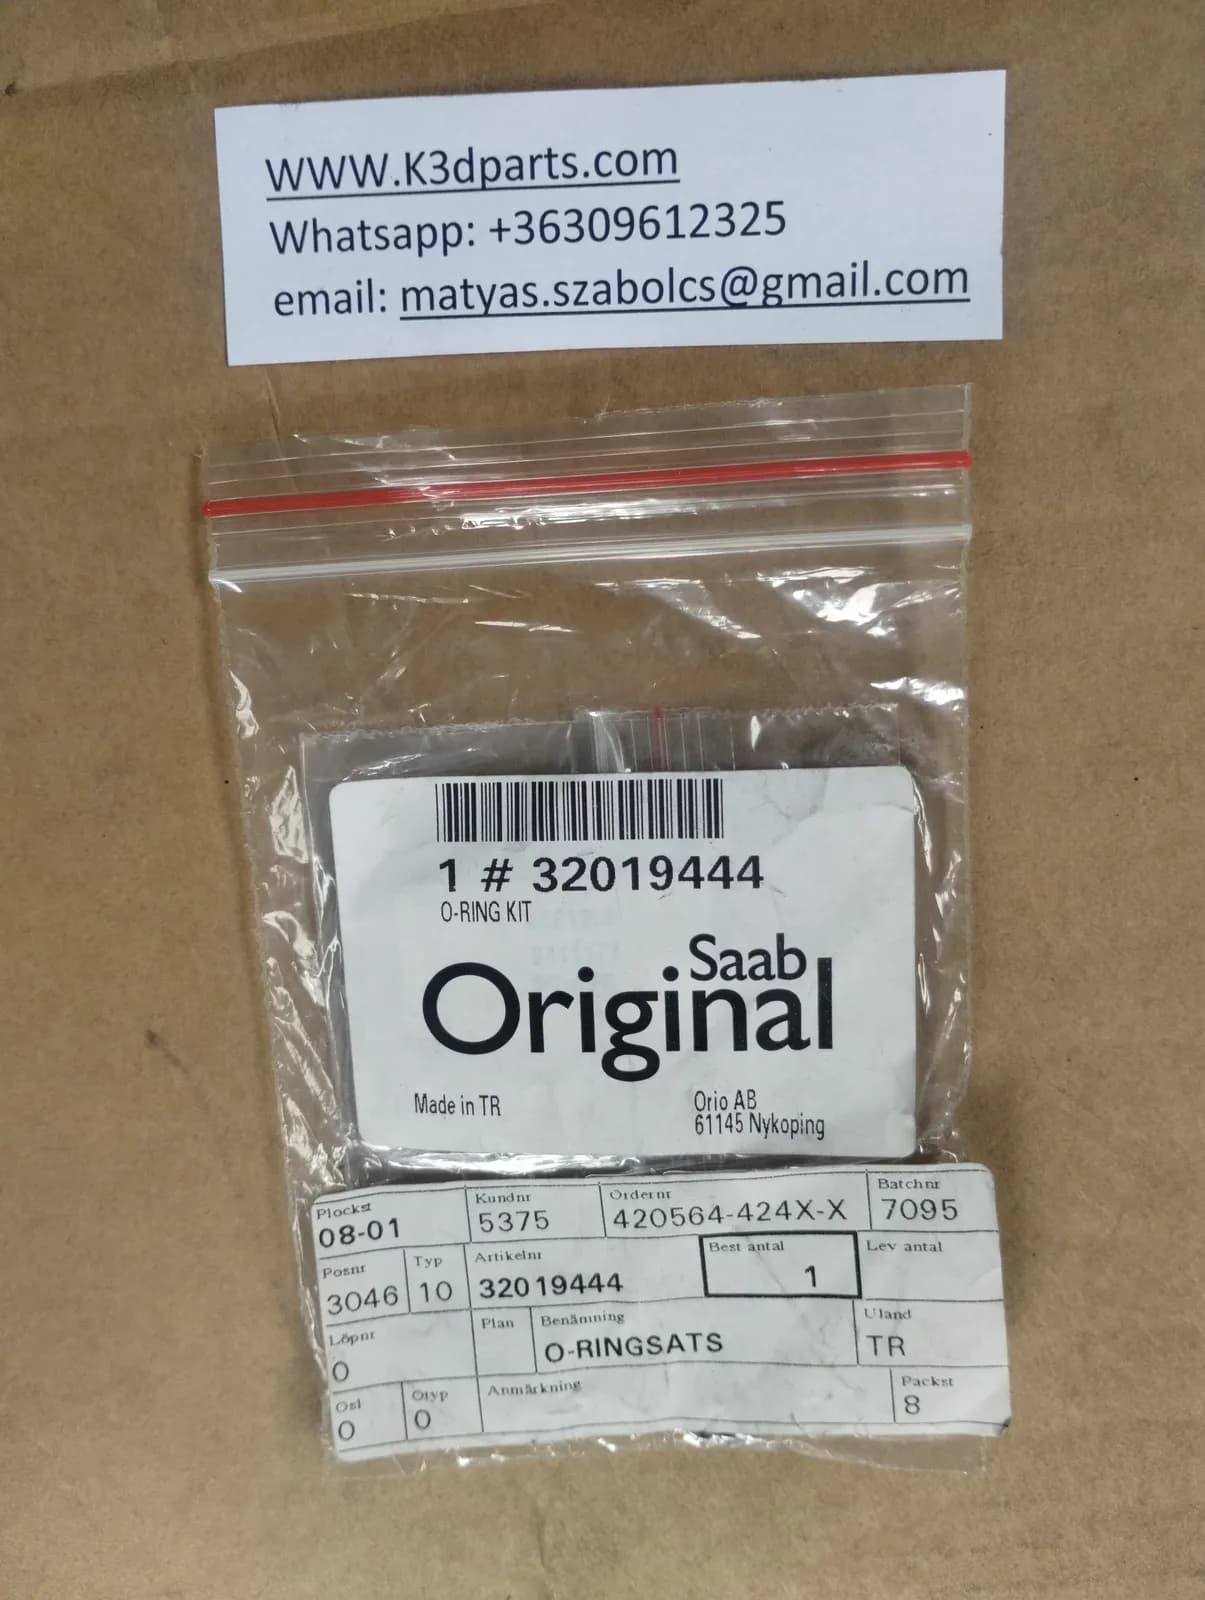 WWW.K3dparts.com
Whatsapp: +36309612325
email: matyas.szabolcs@gmail.com
1 # 32019444
O-RING KIT
Saab
Original
Made in TR
Orio AB
61145 Nykoping
Plockst Kundnr Ordernr Batchnr
08-01 5375 420564-424X-X 7095
Posnr Typ Artikelnr Best antal Lev antal
3046 10 32019444 1
Löpnr Plan Benämning Uland
0 O-RINGSATS TR
Osl Otyp Anmärkning Packst
0 0 8